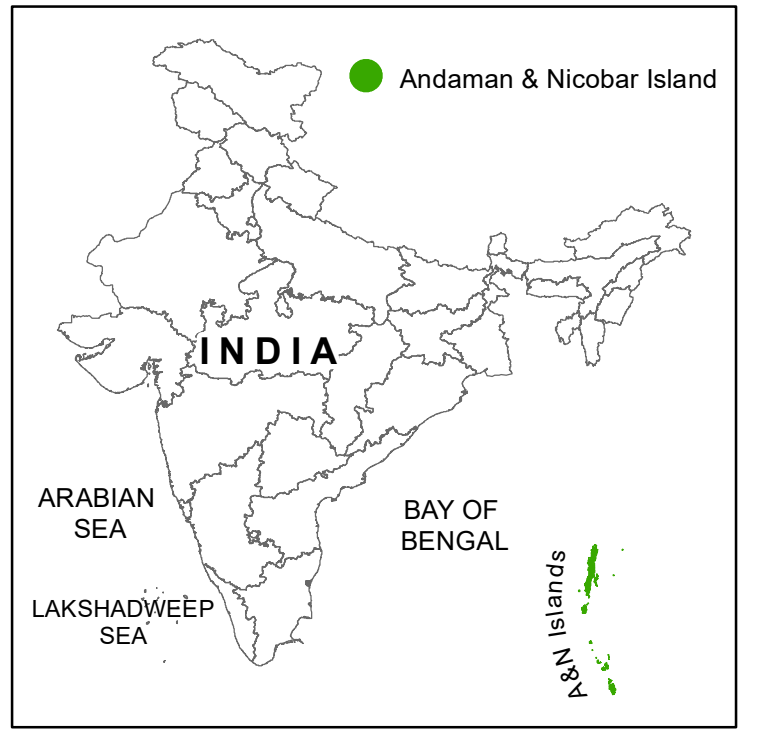 Andaman & Nicobar Island
INDIA
ARABIAN
SEA
BAY OF
BENGAL
LAKSHADWEEP
SEA
A&N Islands